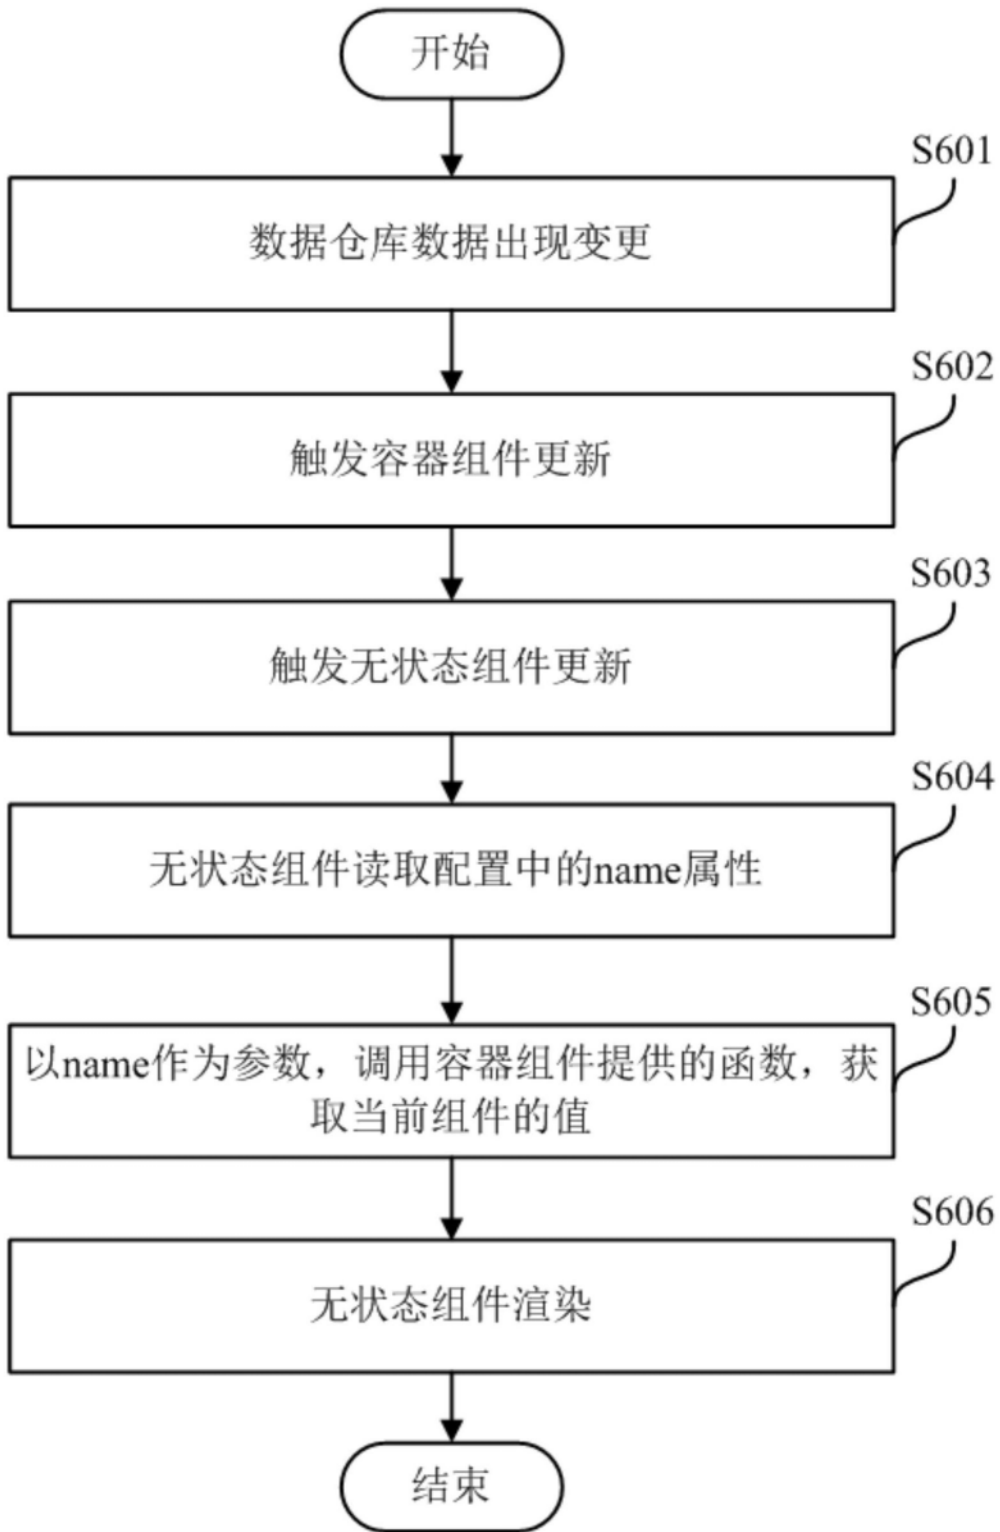 开始
S601
数据仓库数据出现变更
S602
触发容器组件更新
S603
触发无状态组件更新
S604
无状态组件读取配置中的name属性
S605
以name作为参数，调用容器组件提供的函数，获
取当前组件的值
S606
无状态组件渲染
结束